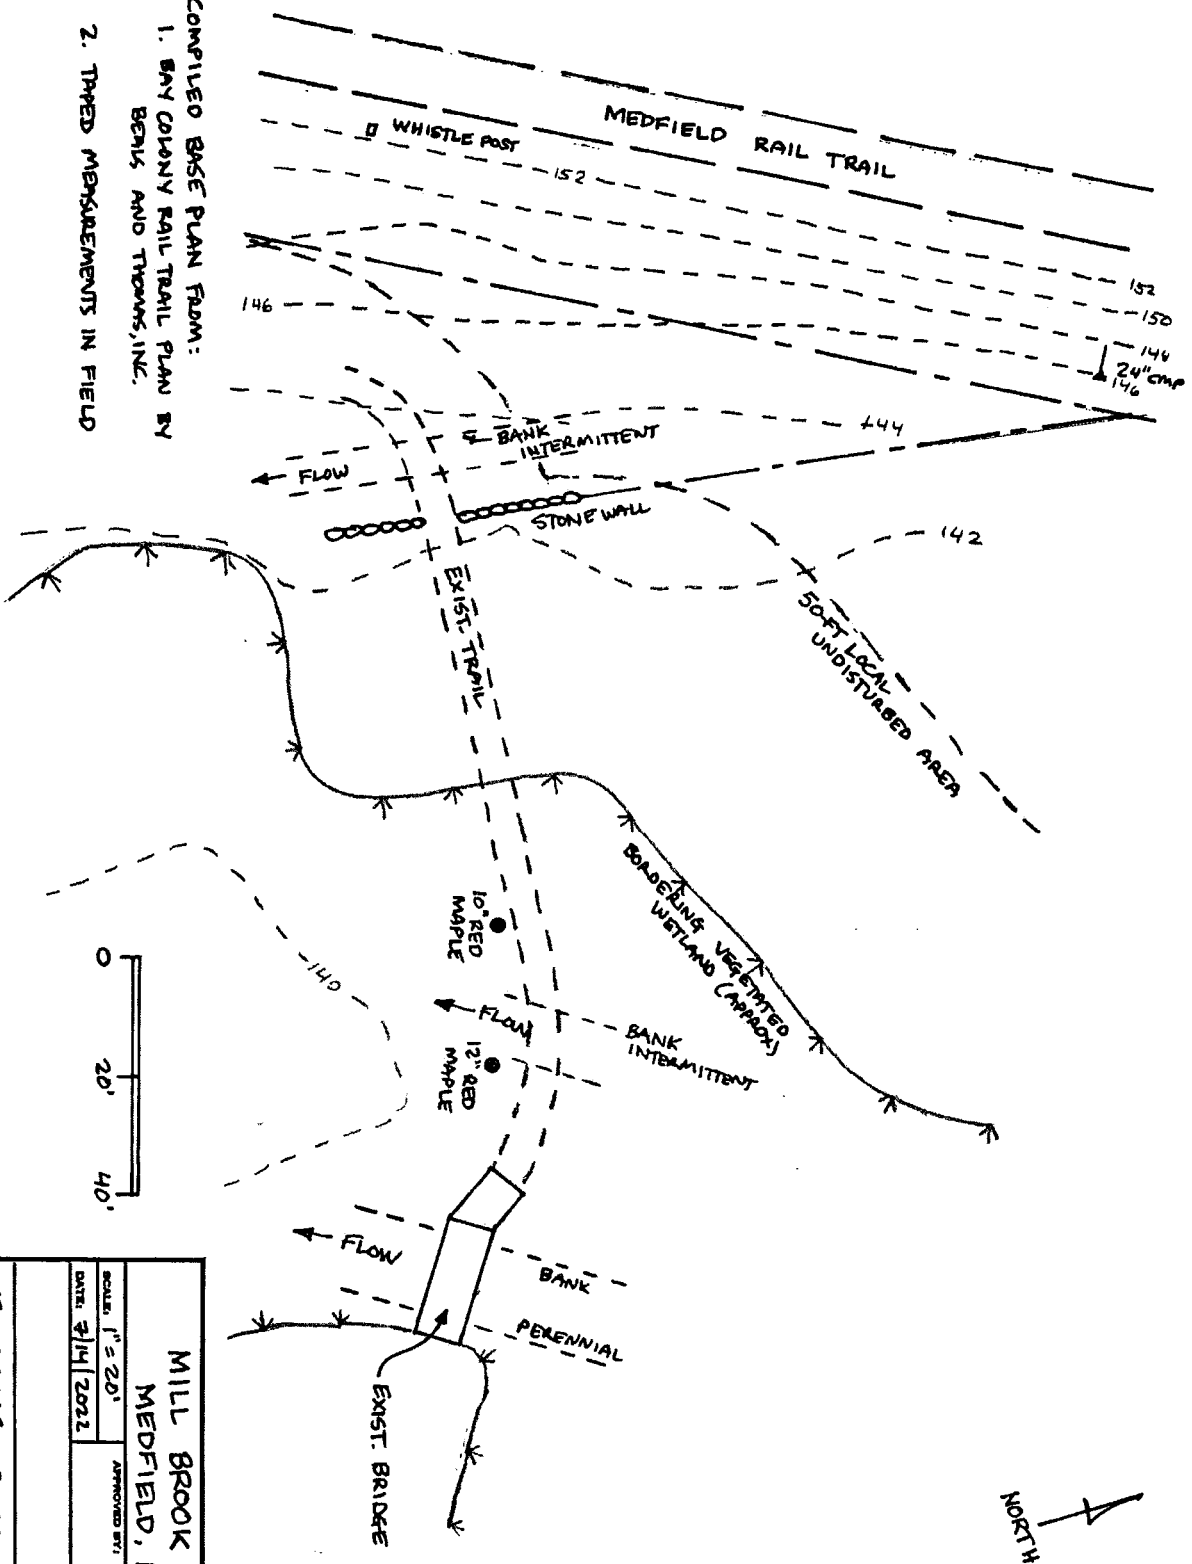 COMPILED BASE PLAN FROM:
1. BAY COLONY RAIL TRAIL PLAN BY
BEALS AND THOMAS, INC.
2. TAPED MEASUREMENTS IN FIELD
MEDFIELD RAIL TRAIL
WHISTLE POST
152
152
150
148
24" CMP
146
146
144
BANK
INTERMITTENT
FLOW
STONE WALL
142
EXIST. TRAIL
50-FT LOCAL
UNDISTURBED AREA
BORDERING VEGETATED
WETLAND (APPROX)
10" RED
MAPLE
140
FLOW
BANK
INTERMITTENT
12" RED
MAPLE
0
20'
40'
FLOW
BANK
PERENNIAL
EXIST. BRIDGE
NORTH
MILL BROOK
MEDFIELD,
SCALE: 1" = 20'
APPROVED BY:
DATE: 7/14/2022